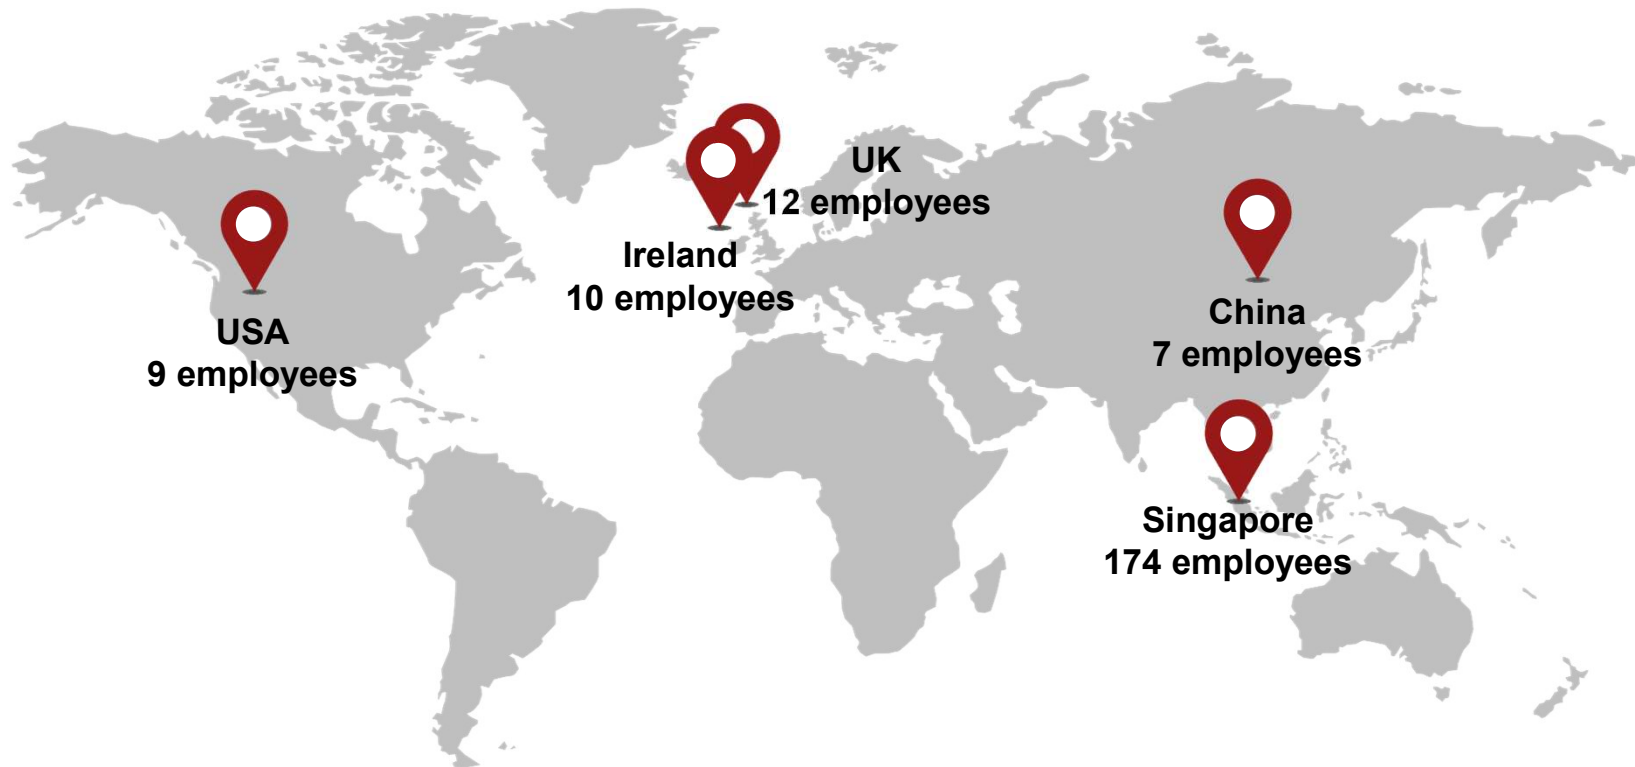 UK
12 employees
Ireland
10 employees
USA
9 employees
China
7 employees
Singapore
174 employees